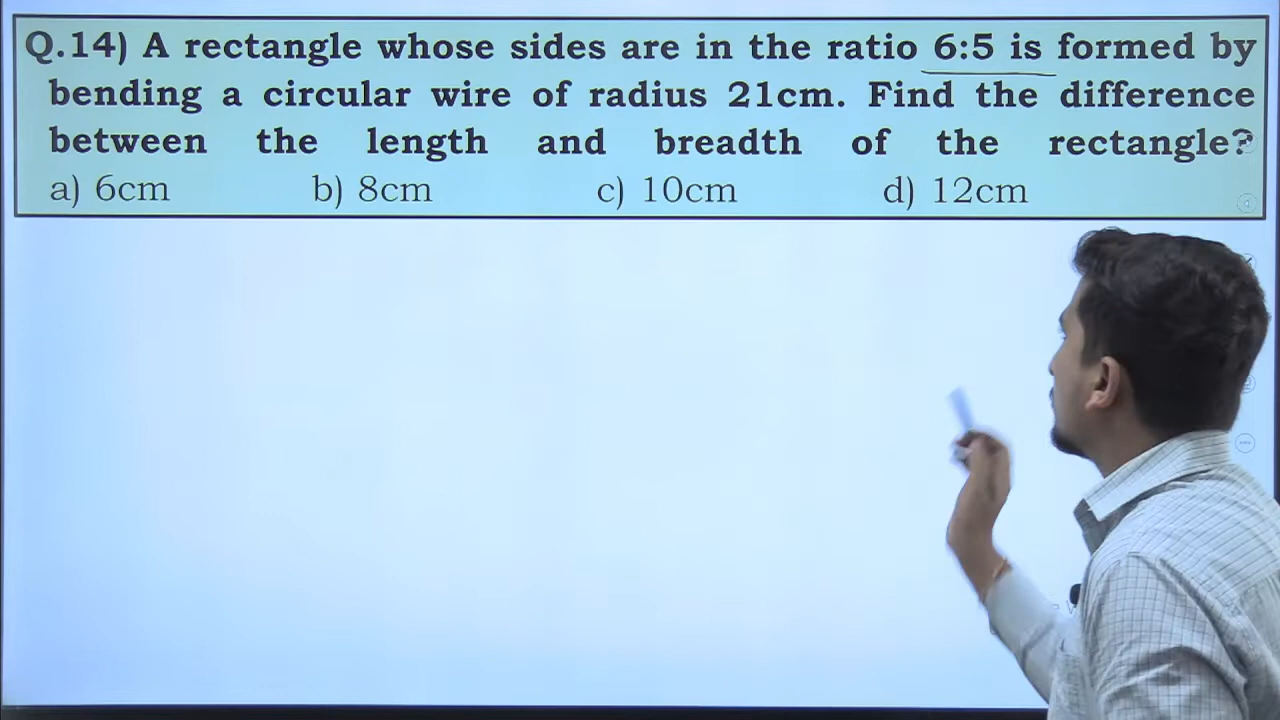 Q.14) A rectangle whose sides are in the ratio 6:5 is formed by
bending a circular wire of radius 21cm. Find the difference
between the length and breadth of the rectangle?
a) 6cm b) 8cm c) 10cm d) 12cm